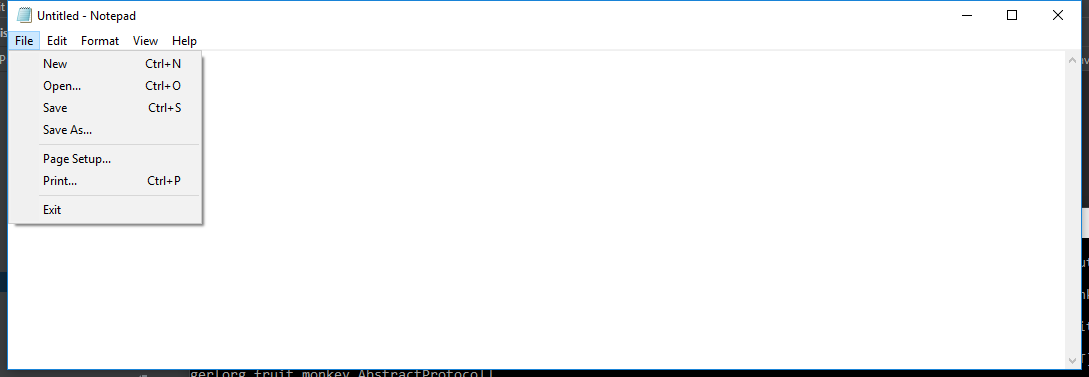 Untitled - Notepad
File Edit Format View Help
New Ctrl+N
Open... Ctrl+O
Save Ctrl+S
Save As...
Page Setup...
Print... Ctrl+P
Exit
ger[org.fruit.monkey.AbstractProtocol]